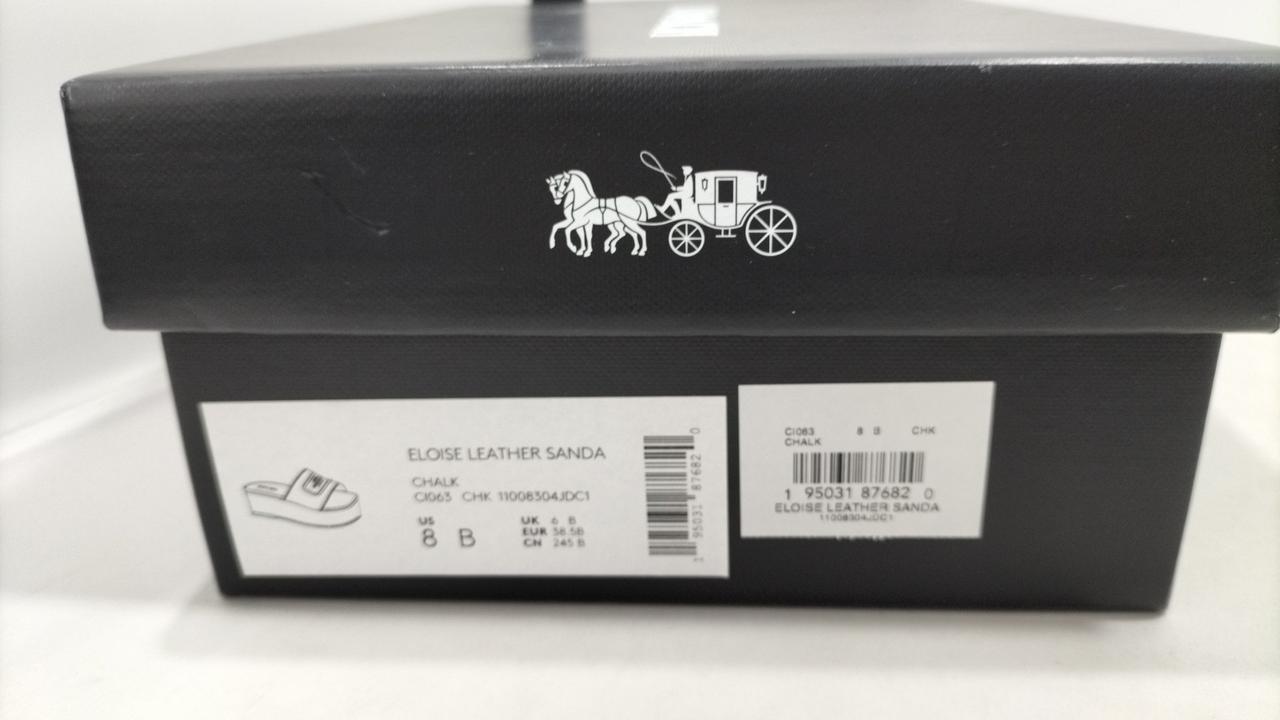 ELOISE LEATHER SANDA
CHALK
CI063 CHK 11008304JDC1
US
8 B
UK 6 B
EUR 38.5B
CN 245 B
1 95031 87682 0
CI063 8 B CHK
CHALK
1 95031 87682 0
ELOISE LEATHER SANDA
11008304JDC1